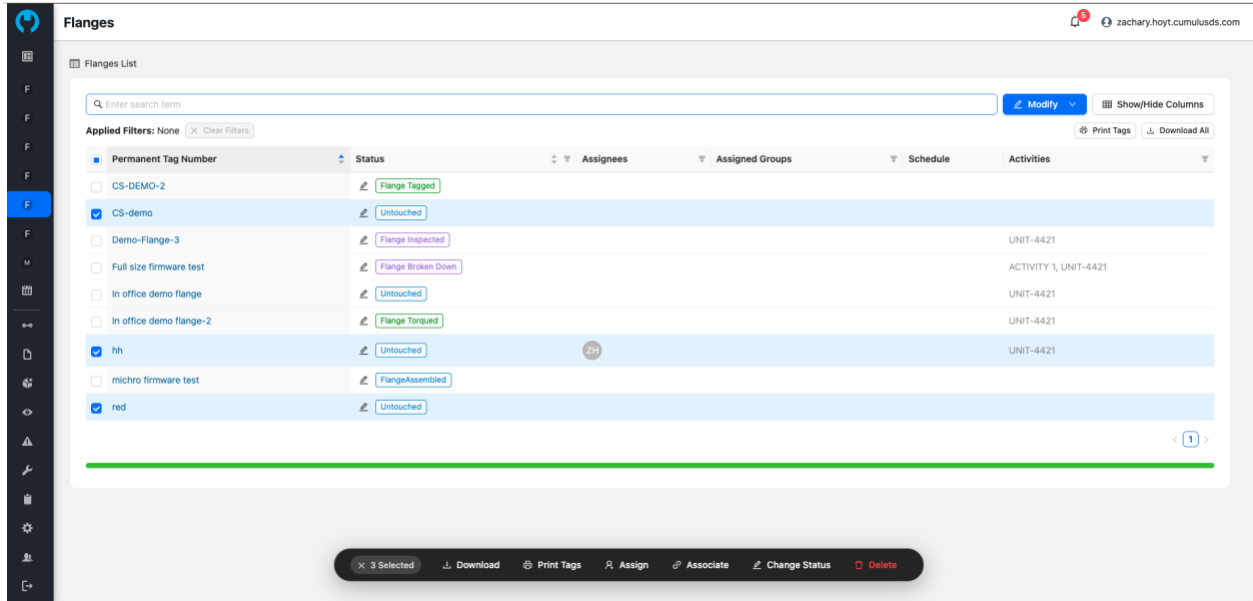 Flanges
5
zachary.hoyt.cumulusds.com
Flanges List
Enter search term
Modify
Show/Hide Columns
Applied Filters: None
Clear Filters
Print Tags
Download All
Permanent Tag Number Status Assignees Assigned Groups Schedule Activities
CS-DEMO-2 Flange Tagged
CS-demo Untouched
Demo-Flange-3 Flange Inspected UNIT-4421
Full size firmware test Flange Broken Down ACTIVITY 1, UNIT-4421
In office demo flange Untouched UNIT-4421
In office demo flange-2 Flange Torqued UNIT-4421
hh Untouched ZH UNIT-4421
michro firmware test FlangeAssembled
red Untouched
1
3 Selected Download Print Tags Assign Associate Change Status Delete
F
F
F
F
F
F
M